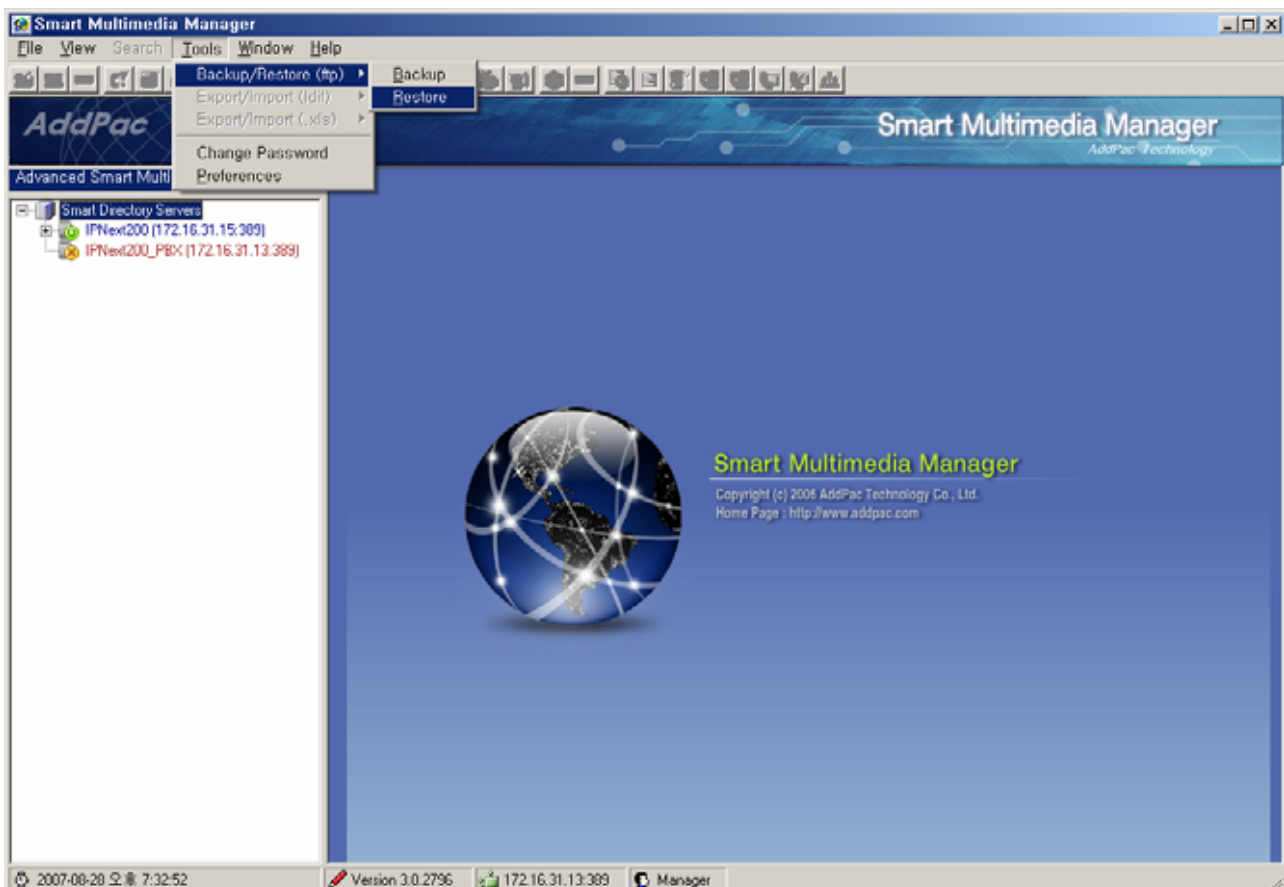 Smart Multimedia Manager
File View Search Tools Window Help
Backup/Restore (ftp) Backup
Export/Import (ldif) Restore
Export/Import (.xls)
Change Password
Preferences
AddPac
Smart Multimedia Manager
AddPac Technology
Advanced Smart Multi
Smart Directory Servers
IPNext200 (172.16.31.15:389)
IPNext200_PBX (172.16.31.13:389)
Smart Multimedia Manager
Copyright (c) 2006 AddPac Technology Co., Ltd.
Home Page : http://www.addpac.com
2007-08-28 오후 7:32:52 Version 3.0.2796 172.16.31.13:389 Manager